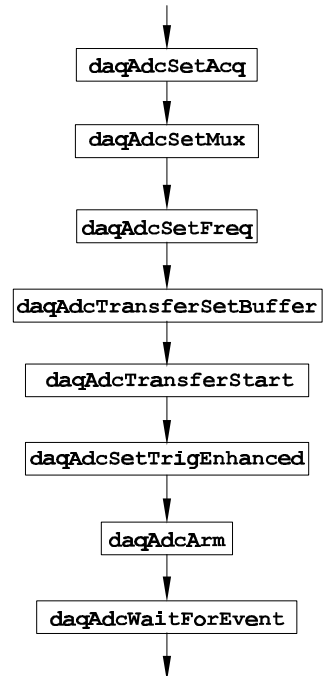 daqAdcSetAcq
daqAdcSetMux
daqAdcSetFreq
daqAdcTransferSetBuffer
daqAdcTransferStart
daqAdcSetTrigEnhanced
daqAdcArm
daqAdcWaitForEvent